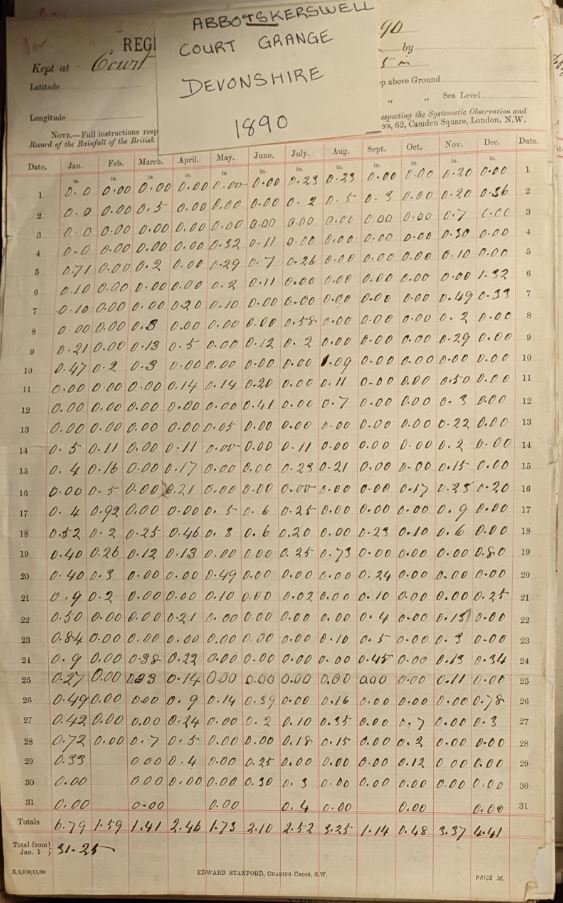 ABBOTSKERSWELL
COURT GRANGE
DEVONSHIRE
1890
REGI 90
Kept at Court by
Latitude 5 in
p above Ground
" " Sea Level
Longitude
NOTE.—Full instructions resp especting the Systematic Observation and
Record of the Rainfall of the British ss, 62, Camden Square, London, N.W.
Date. Jan. Feb. March. April. May. June. July. Aug. Sept. Oct. Nov. Dec. Date.
in. in. in. in. in. in. in. in. in. in. in. in.
1 0.0 0.00 0.00 0.00 0.00 0.00 0.23 0.23 0.00 0.00 0.20 0.00 1
2 0.0 0.00 0.5 0.00 0.00 0.00 0.2 0.5 0.3 0.00 0.20 0.36 2
3 0.0 0.00 0.00 0.00 0.00 0.00 0.00 0.00 0.00 0.00 0.7 0.00 3
4 0.0 0.00 0.00 0.00 0.32 0.11 0.00 0.00 0.00 0.00 0.30 0.00 4
5 0.71 0.00 0.2 0.00 0.29 0.7 0.26 0.00 0.00 0.00 0.10 0.00 5
6 0.10 0.00 0.00 0.00 0.2 0.11 0.00 0.00 0.00 0.00 0.00 1.32 6
7 0.10 0.00 0.00 0.20 0.10 0.00 0.00 0.00 0.00 0.00 0.49 0.33 7
8 0.00 0.00 0.3 0.00 0.00 0.00 0.58 0.00 0.00 0.00 0.2 0.00 8
9 0.21 0.00 0.13 0.5 0.00 0.12 0.2 0.00 0.00 0.00 0.29 0.00 9
10 0.47 0.2 0.3 0.00 0.00 0.00 0.00 1.09 0.00 0.00 0.00 0.00 10
11 0.00 0.00 0.00 0.14 0.14 0.20 0.00 0.11 0.00 0.00 0.50 0.00 11
12 0.00 0.00 0.00 0.00 0.00 0.41 0.00 0.7 0.00 0.00 0.3 0.00 12
13 0.00 0.00 0.00 0.00 0.05 0.00 0.00 0.00 0.00 0.00 0.22 0.00 13
14 0.5 0.11 0.00 0.11 0.00 0.00 0.11 0.00 0.00 0.00 0.2 0.00 14
15 0.4 0.16 0.00 0.17 0.00 0.00 0.23 0.21 0.00 0.00 0.15 0.00 15
16 0.00 0.5 0.00 0.21 0.00 0.00 0.00 0.00 0.00 0.17 0.23 0.20 16
17 0.4 0.92 0.00 0.00 0.5 0.6 0.25 0.00 0.00 0.00 0.9 0.00 17
18 0.52 0.2 0.25 0.46 0.3 0.6 0.20 0.00 0.23 0.10 0.6 0.00 18
19 0.40 0.26 0.12 0.13 0.00 0.00 0.25 0.73 0.00 0.00 0.00 0.80 19
20 0.40 0.3 0.00 0.00 0.49 0.00 0.00 0.00 0.24 0.00 0.00 0.00 20
21 0.9 0.2 0.00 0.00 0.10 0.00 0.02 0.00 0.10 0.00 0.00 0.25 21
22 0.50 0.00 0.00 0.21 0.00 0.00 0.00 0.00 0.4 0.00 0.15 0.00 22
23 0.84 0.00 0.00 0.00 0.00 0.00 0.00 0.10 0.5 0.00 0.3 0.00 23
24 0.9 0.00 0.38 0.22 0.00 0.00 0.00 0.00 0.45 0.00 0.13 0.34 24
25 0.27 0.00 0.23 0.14 0.00 0.00 0.00 0.00 0.00 0.00 0.11 0.00 25
26 0.49 0.00 0.00 0.9 0.14 0.39 0.00 0.16 0.00 0.00 0.00 0.78 26
27 0.42 0.00 0.00 0.24 0.00 0.2 0.10 0.35 0.00 0.7 0.00 0.3 27
28 0.72 0.00 0.7 0.5 0.00 0.00 0.18 0.15 0.00 0.2 0.00 0.00 28
29 0.33 0.00 0.4 0.00 0.25 0.00 0.00 0.00 0.12 0.00 0.00 29
30 0.00 0.00 0.00 0.00 0.30 0.3 0.00 0.00 0.00 0.00 0.00 30
31 0.00 0.00 0.00 0.4 0.00 0.00 0.00 31
Totals 6.79 1.59 1.41 2.46 1.73 2.10 2.52 3.25 1.14 0.48 3.37 4.41
Total from Jan. 1 31.25
EDWARD STANFORD, CHARING CROSS, S.W. PRICE 3d.